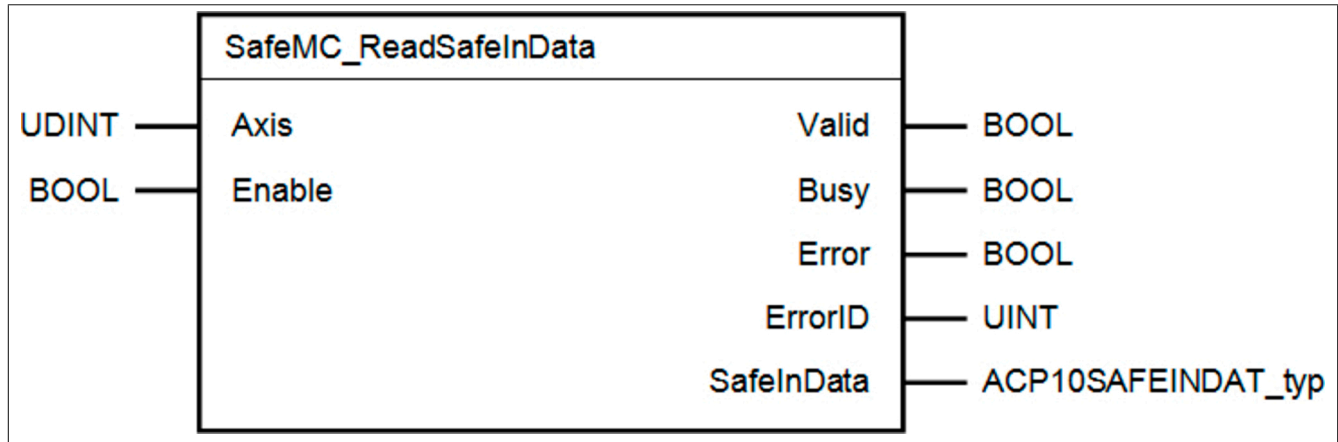 SafeMC_ReadSafeInData
UDINT Axis Valid BOOL
BOOL Enable Busy BOOL
Error BOOL
ErrorID UINT
SafeInData ACP10SAFEINDAT_typ